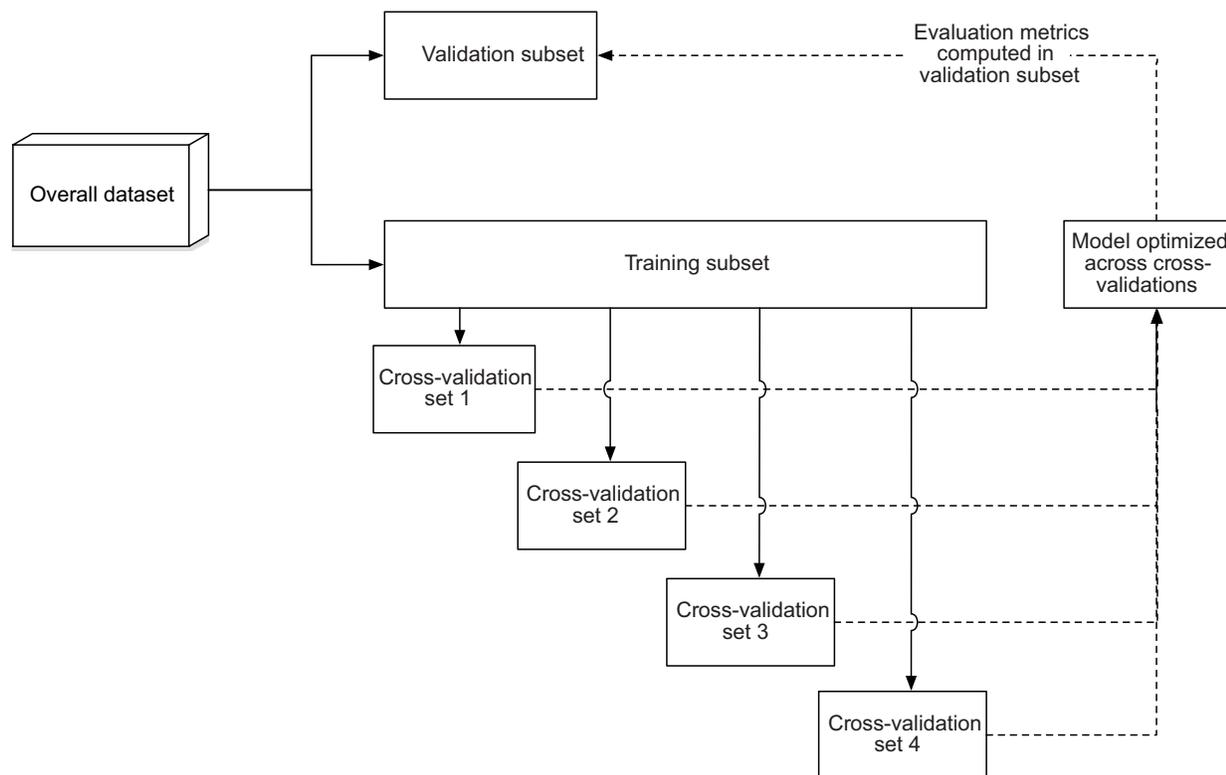 Validation subset
Evaluation metrics
computed in
validation subset
Overall dataset
Training subset
Model optimized
across cross-
validations
Cross-validation
set 1
Cross-validation
set 2
Cross-validation
set 3
Cross-validation
set 4